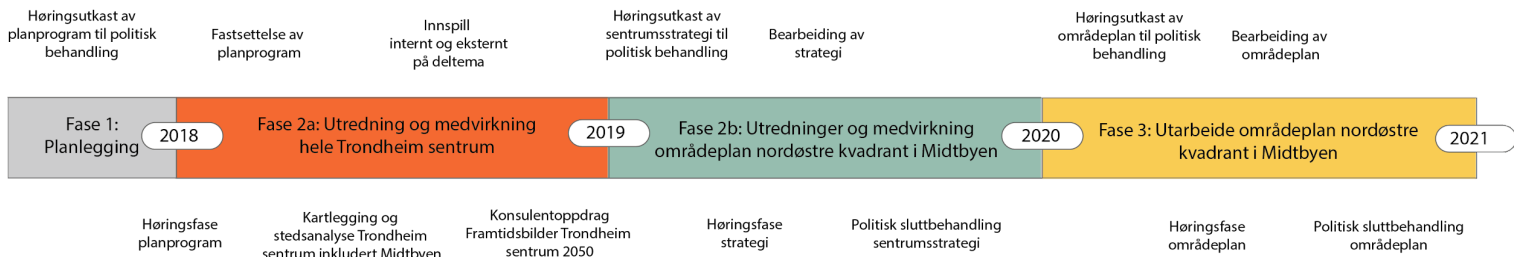 Høringsutkast av
planprogram til politisk
behandling
Fastsettelse av
planprogram
Innspill
internt og eksternt
på deltema
Høringsutkast av
sentrumsstrategi til
politisk behandling
Bearbeiding av
strategi
Høringsutkast av
områdeplan til politisk
behandling
Bearbeiding av
områdeplan
Fase 1:
Planlegging
2018
Fase 2a: Utredning og medvirkning
hele Trondheim sentrum
2019
Fase 2b: Utredninger og medvirkning
områdeplan nordøstre kvadrant i Midtbyen
2020
Fase 3: Utarbeide områdeplan nordøstre
kvadrant i Midtbyen
2021
Høringsfase
planprogram
Kartlegging og
stedsanalyse Trondheim
sentrum inkludert Midtbyen
Konsulentoppdrag
Framtidsbilder Trondheim
sentrum 2050
Høringsfase
strategi
Politisk sluttbehandling
sentrumsstrategi
Høringsfase
områdeplan
Politisk sluttbehandling
områdeplan